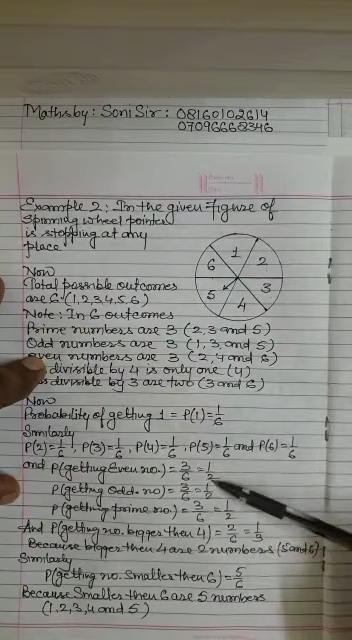 Maths by: Soni Sir: 08160102614
07096668346
Example 2: In the given figure of
Spinning wheel pointer
is stopping at any
place
1
2
3
4
5
6
Now
Total possible outcomes
are 6 (1,2,3,4,5,6)
Note: In 6 outcomes
Prime numbers are 3 (2,3 and 5)
Odd numbers are 3 (1,3, and 5)
even numbers are 3 (2,4 and 6)
divisible by 4 is only one (4)
divisible by 3 are two (3 and 6)
Now
Probability of getting 1 = P(1)=1/6
Similarly
P(2)=1/6, P(3)=1/6, P(4)=1/6, P(5)=1/6 and P(6)=1/6
and P(getting Even no.) = 3/6 = 1/2
P(getting Odd. no) = 3/6 = 1/2
P(getting prime no.) = 3/6 = 1/2
And P(getting no. bigger then 4) = 2/6 = 1/3
Because bigger then 4 are 2 numbers (5 and 6)
Similarly
P(getting no. Smaller then 6) = 5/6
Because Smaller then 6 are 5 numbers
(1,2,3,4 and 5)